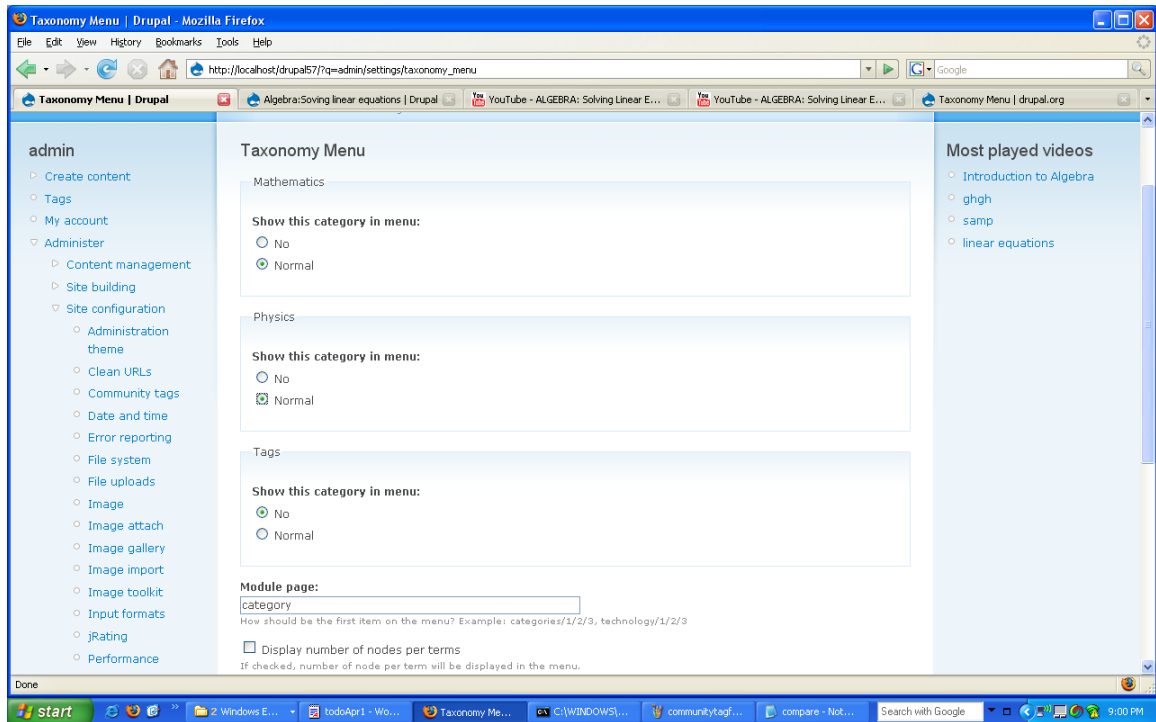 Taxonomy Menu | Drupal - Mozilla Firefox
File Edit View History Bookmarks Tools Help
http://localhost/drupal57/?q=admin/settings/taxonomy_menu
Google
Taxonomy Menu | Drupal
Algebra:Soving linear equations | Drupal
YouTube - ALGEBRA: Solving Linear E...
YouTube - ALGEBRA: Solving Linear E...
Taxonomy Menu | drupal.org
admin
Create content
Tags
My account
Administer
Content management
Site building
Site configuration
Administration
theme
Clean URLs
Community tags
Date and time
Error reporting
File system
File uploads
Image
Image attach
Image gallery
Image import
Image toolkit
Input formats
jRating
Performance
Taxonomy Menu
Mathematics
Show this category in menu:
No
Normal
Physics
Show this category in menu:
No
Normal
Tags
Show this category in menu:
No
Normal
Module page:
category
How should be the first item on the menu? Example: categories/1/2/3, technology/1/2/3
Display number of nodes per terms
If checked, number of node per term will be displayed in the menu.
Most played videos
Introduction to Algebra
ghgh
samp
linear equations
Done
start
2 Windows E...
todoApr1 - Wo...
Taxonomy Me...
C:\WINDOWS\...
communitytagf...
compare - Not...
Search with Google
9:00 PM